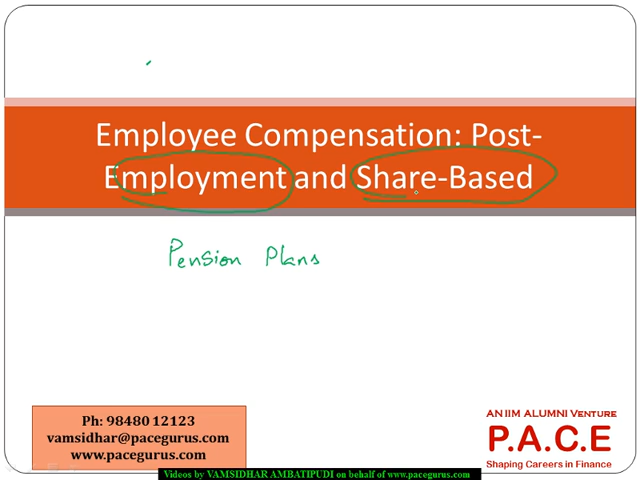 Employee Compensation: Post-
Employment and Share-Based
Pension Plans
Ph: 98480 12123
vamsidhar@pacegurus.com
www.pacegurus.com
AN IIM ALUMNI VENTURE
P.A.C.E
Shaping Careers in Finance
Videos by VAMSIDHAR AMBATIPUDI on behalf of www.pacegurus.com